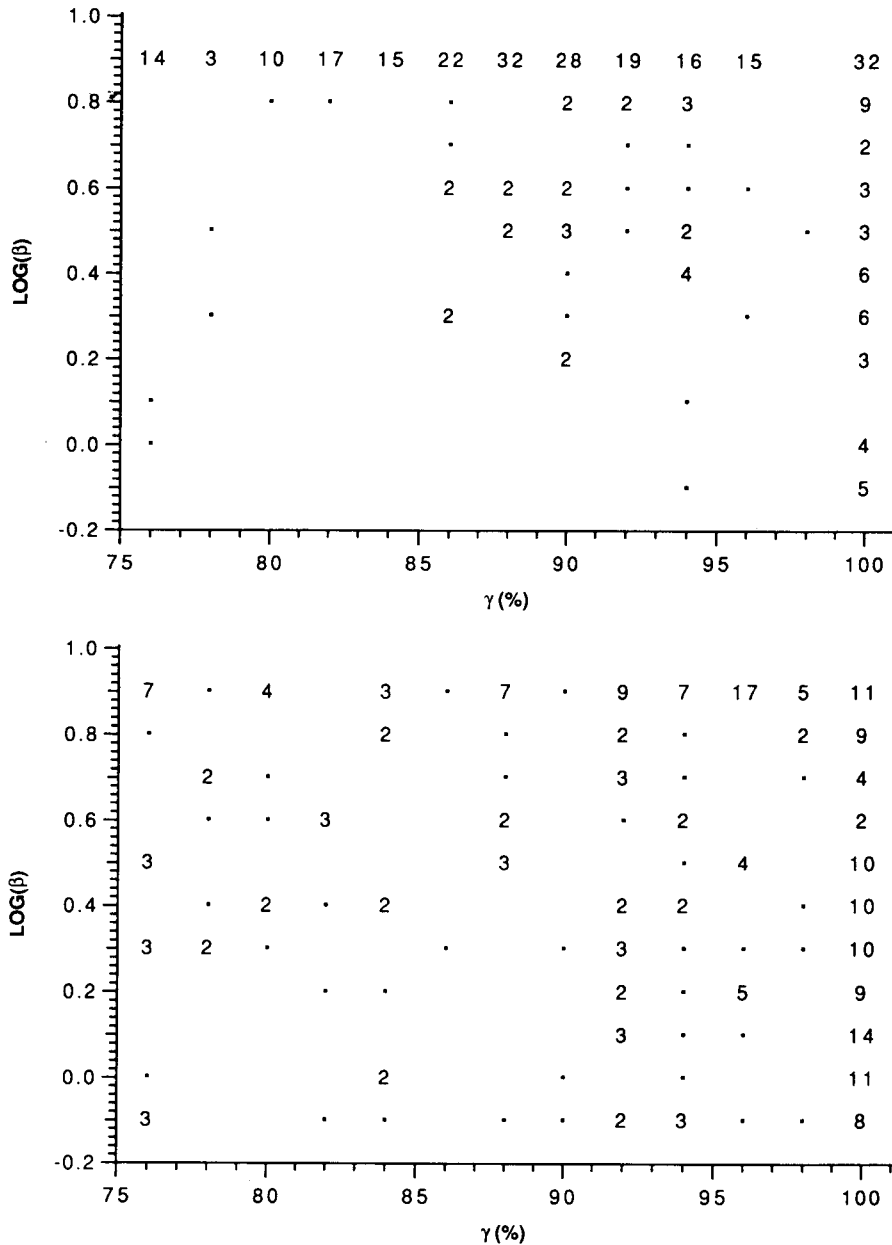 1.0
14 3 10 17 15 22 32 28 19 16 15 32
0.8 . . . 2 2 3 9
. . . 2
0.6 2 2 2 . . . 3
. 2 3 . 2 . 3
LOG(β)
0.4 . 4 6
. 2 . . 6
0.2 2 3
. .
0.0 . 4
. 5
-0.2
75 80 85 90 95 100
γ (%)
1.0
7 . 4 3 . 7 . 9 7 17 5 11
0.8 . 2 . 2 . 2 9
2 . . 3 . . 4
0.6 . . 3 2 . 2 2
3 3 . 4 10
LOG(β)
0.4 . 2 . 2 2 2 . 10
3 2 . . . 3 . . . 10
0.2 . . 2 . 5 9
3 . . 14
0.0 . 2 . . 11
3 . . . . 2 3 . . 8
-0.2
75 80 85 90 95 100
γ (%)